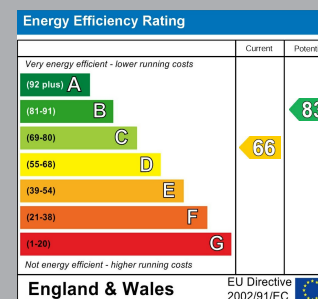 Energy Efficiency Rating
Current Potenti
Very energy efficient - lower running costs
(92 plus) A
(81-91) B
83
(69-80) C
66
(55-68) D
(39-54) E
(21-38) F
(1-20) G
Not energy efficient - higher running costs
England & Wales
EU Directive
2002/91/EC